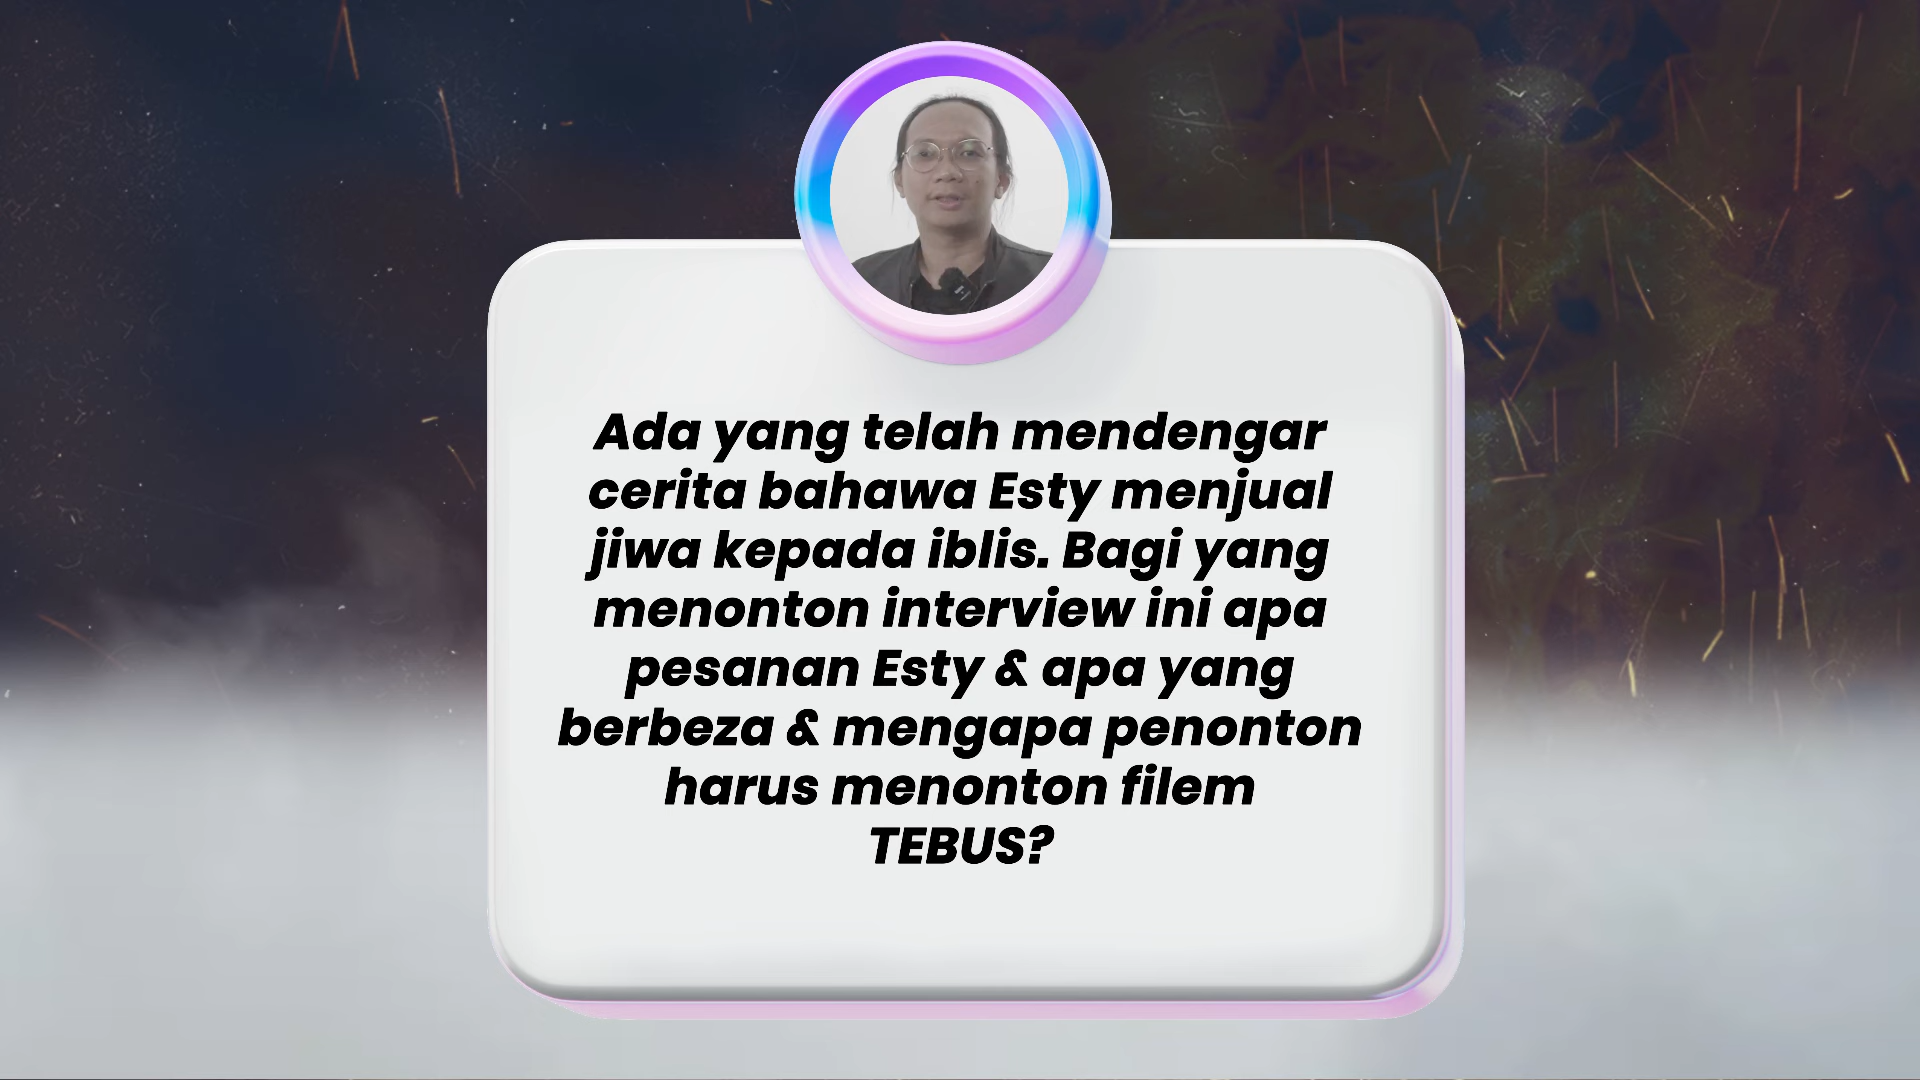 Ada yang telah mendengar
cerita bahawa Esty menjual
jiwa kepada iblis. Bagi yang
menonton interview ini apa
pesanan Esty & apa yang
berbeza & mengapa penonton
harus menonton filem
TEBUS?